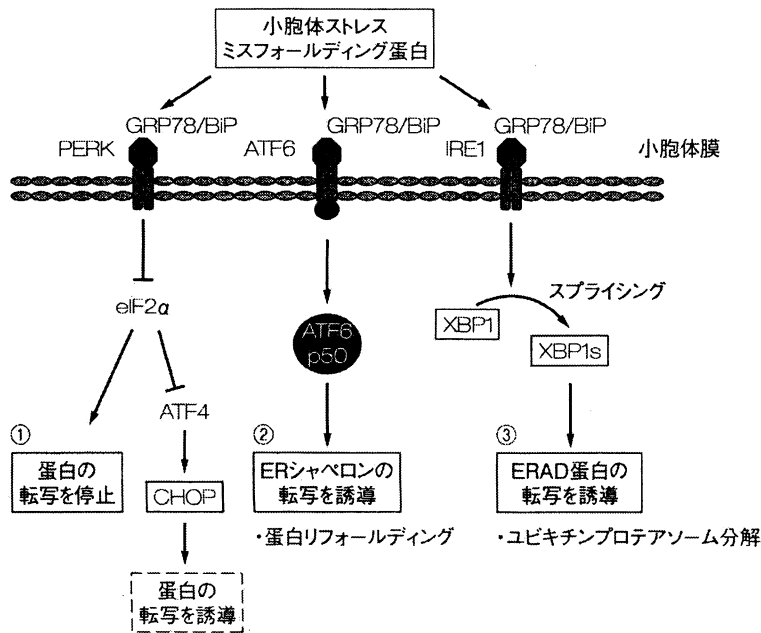 小胞体ストレス
ミスフォールディング蛋白
GRP78/BiP
GRP78/BiP
GRP78/BiP
PERK
ATF6
IRE1
小胞体膜
eIF2α
ATF6
p50
スプライシング
XBP1
XBP1s
ATF4
①
蛋白の
転写を停止
CHOP
蛋白の
転写を誘導
②
ERシャペロンの
転写を誘導
・蛋白リフォールディング
③
ERAD蛋白の
転写を誘導
・ユビキチンプロテアソーム分解